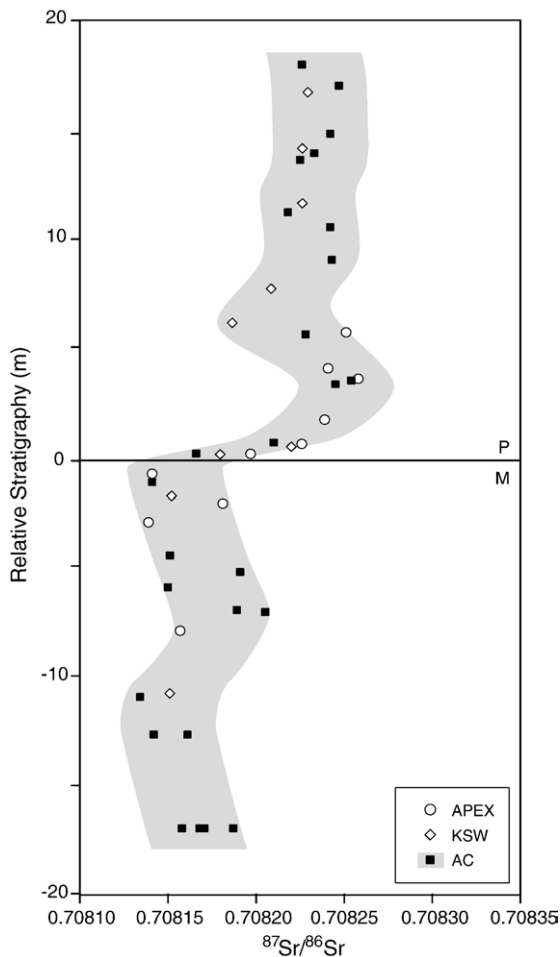 20
10
0
-10
-20
Relative Stratigraphy (m)
P
M
APEX
KSW
AC
0.70810 0.70815 0.70820 0.70825 0.70830 0.70835
⁸⁷Sr/⁸⁶Sr